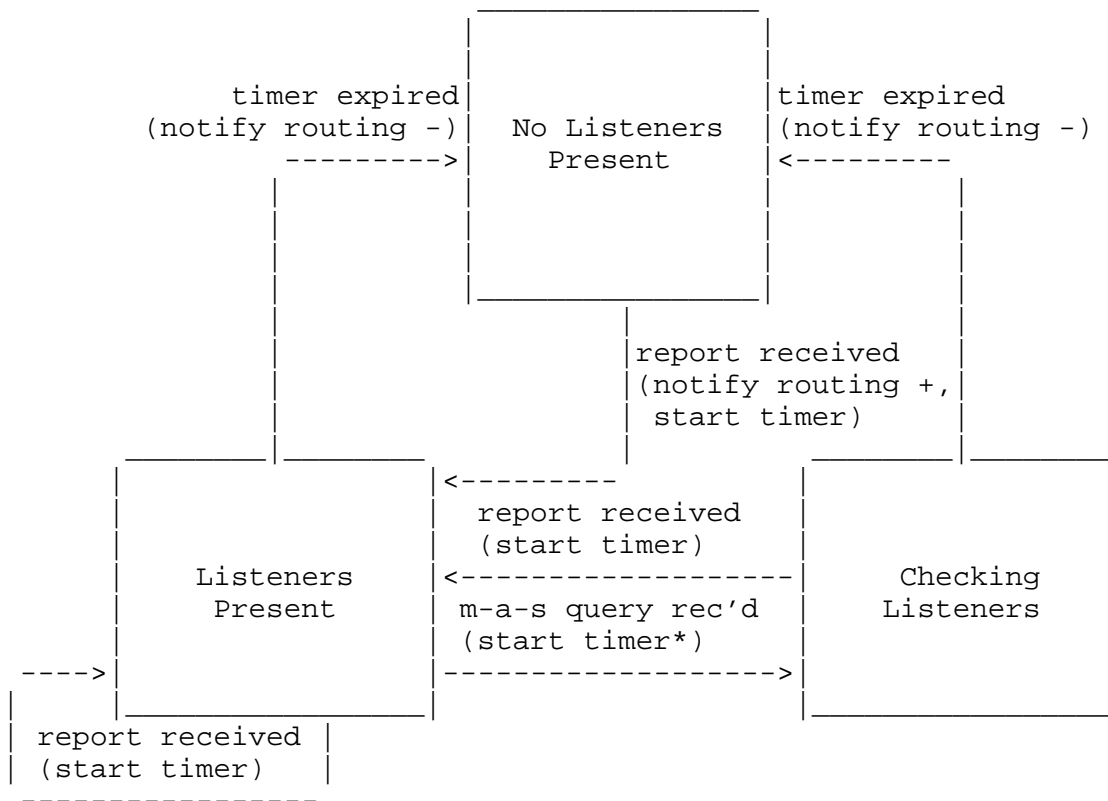 timer expired timer expired
(notify routing -) No Listeners (notify routing -)
Present
report received
(notify routing +,
start timer)
report received
(start timer)
Listeners Checking
Present m-a-s query rec'd Listeners
(start timer*)
report received
(start timer)